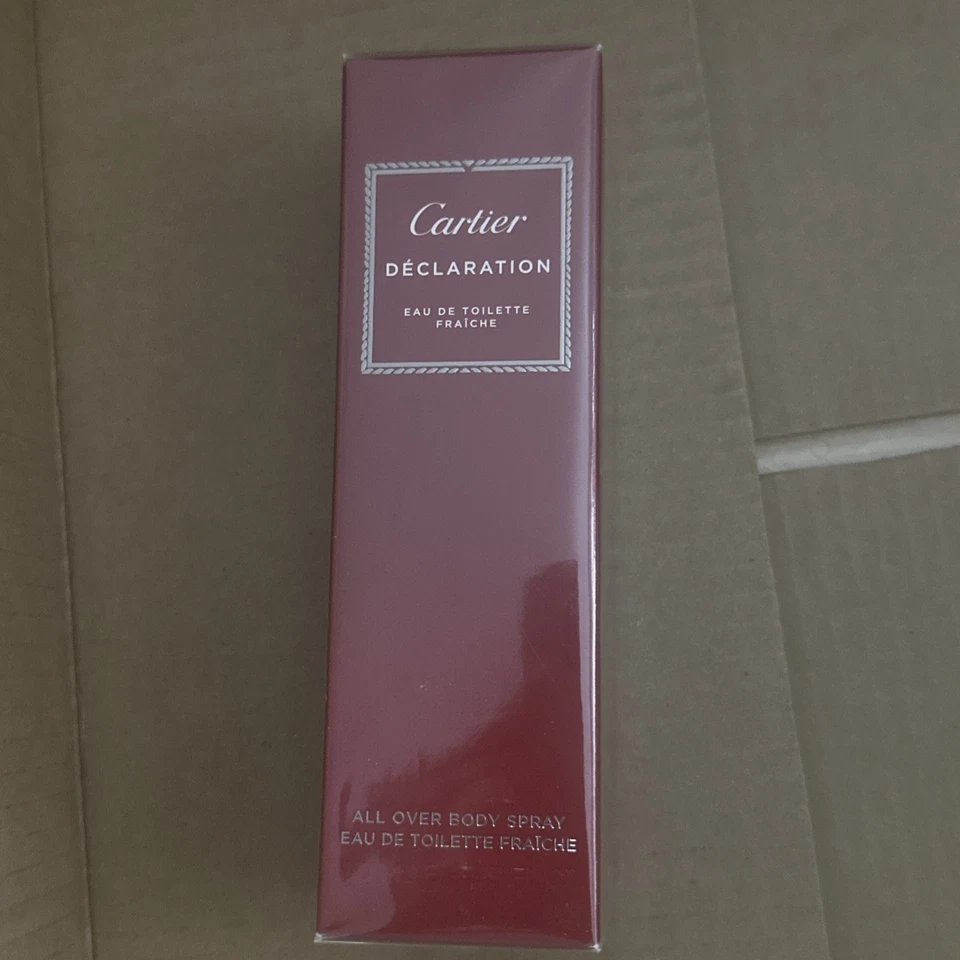 Cartier
DÉCLARATION
EAU DE TOILETTE
FRAÎCHE
ALL OVER BODY SPRAY
EAU DE TOILETTE FRAÎCHE